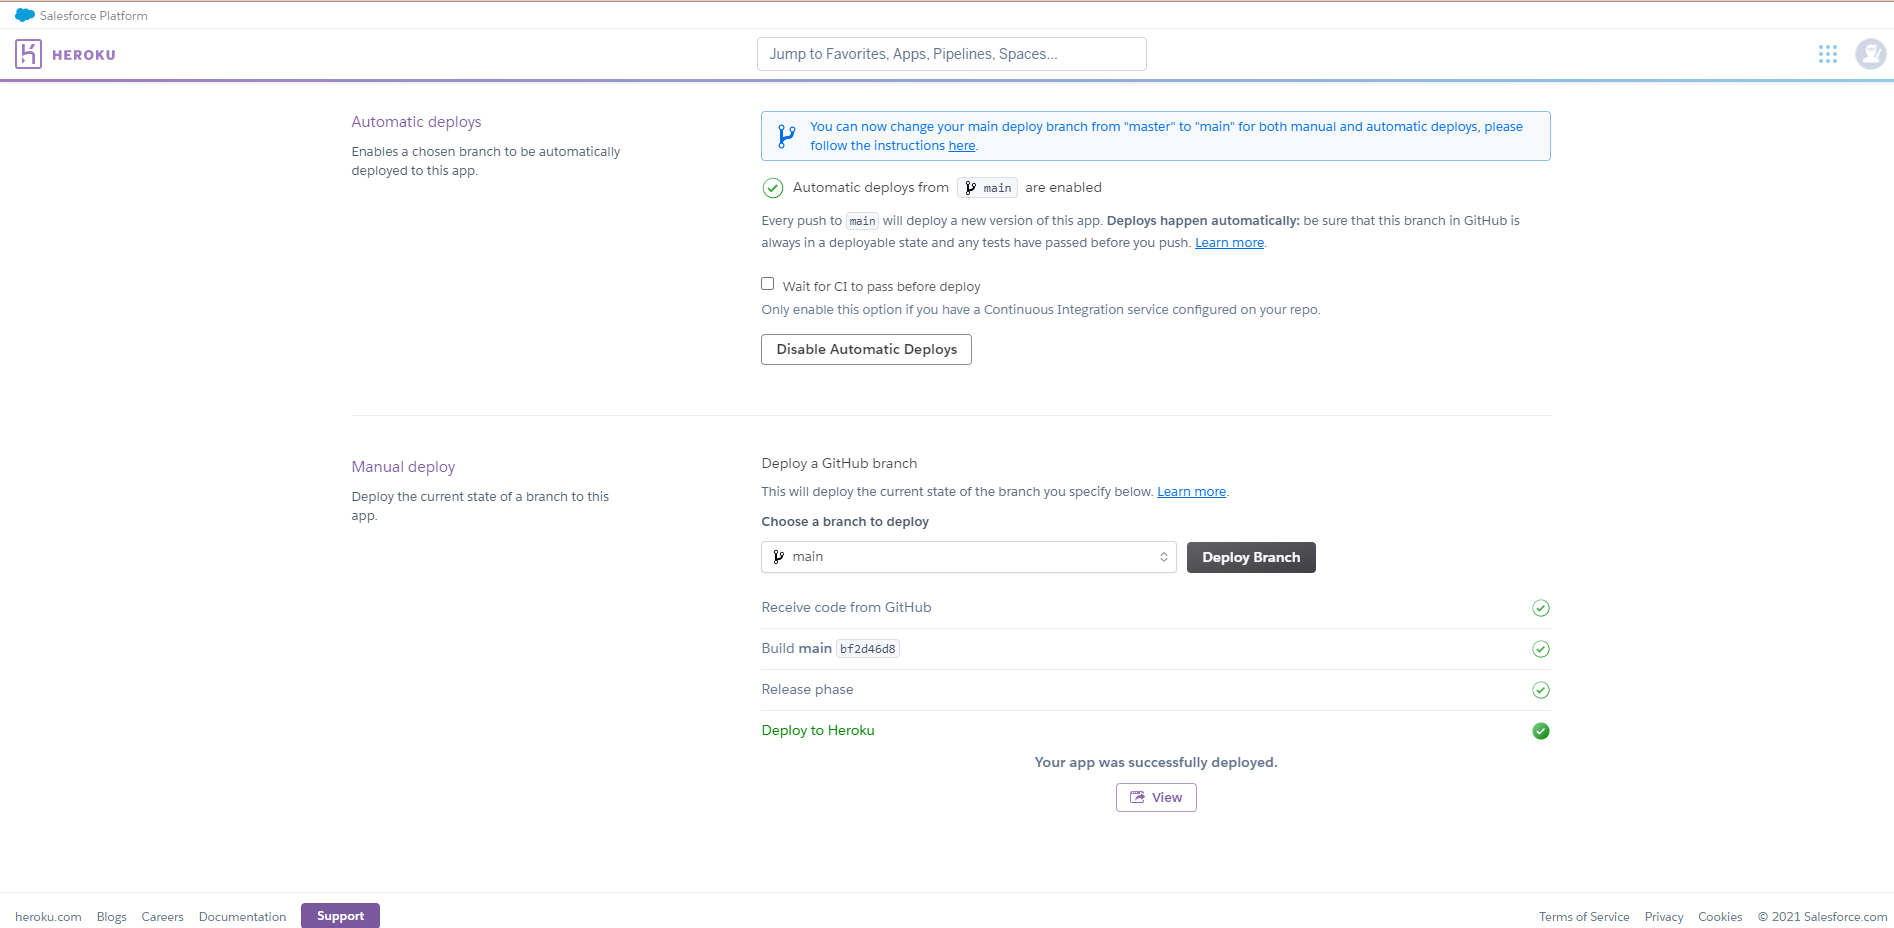 Salesforce Platform
HEROKU
Jump to Favorites, Apps, Pipelines, Spaces...
Automatic deploys
Enables a chosen branch to be automatically
deployed to this app.
You can now change your main deploy branch from "master" to "main" for both manual and automatic deploys, please
follow the instructions here.
Automatic deploys from main are enabled
Every push to main will deploy a new version of this app. Deploys happen automatically: be sure that this branch in GitHub is
always in a deployable state and any tests have passed before you push. Learn more.
Wait for CI to pass before deploy
Only enable this option if you have a Continuous Integration service configured on your repo.
Disable Automatic Deploys
Manual deploy
Deploy the current state of a branch to this
app.
Deploy a GitHub branch
This will deploy the current state of the branch you specify below. Learn more.
Choose a branch to deploy
main
Deploy Branch
Receive code from GitHub
Build main bf2d46d8
Release phase
Deploy to Heroku
Your app was successfully deployed.
View
heroku.com Blogs Careers Documentation Support Terms of Service Privacy Cookies © 2021 Salesforce.com